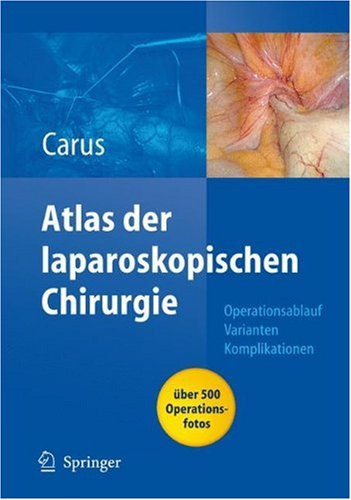 Carus
Atlas der
laparoskopischen
Chirurgie
Operationsablauf
Varianten
Komplikationen
über 500
Operations-
fotos
Springer